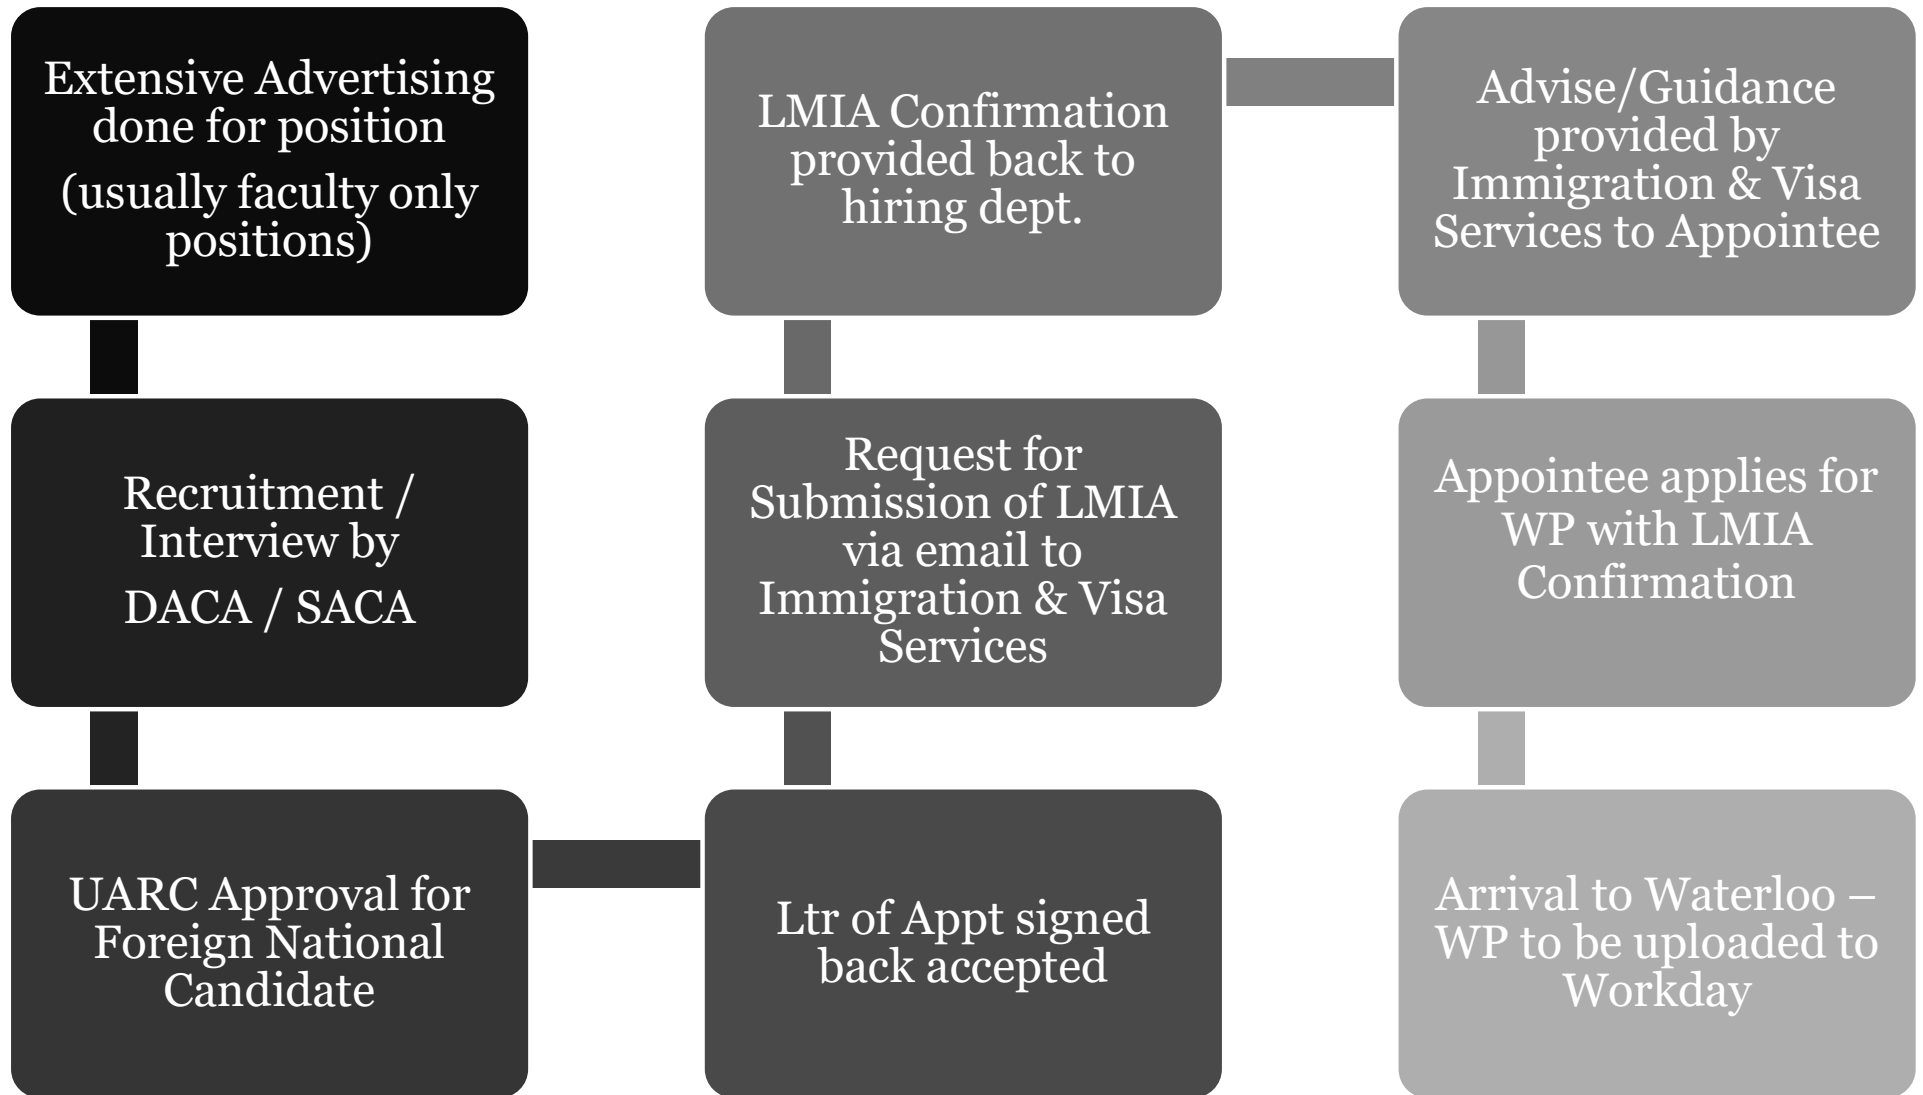 Extensive Advertising
done for position
(usually faculty only
positions)
Recruitment /
Interview by
DACA / SACA
UARC Approval for
Foreign National
Candidate
Ltr of Appt signed
back accepted
Request for
Submission of LMIA
via email to
Immigration & Visa
Services
LMIA Confirmation
provided back to
hiring dept.
Advise/Guidance
provided by
Immigration & Visa
Services to Appointee
Appointee applies for
WP with LMIA
Confirmation
Arrival to Waterloo –
WP to be uploaded to
Workday